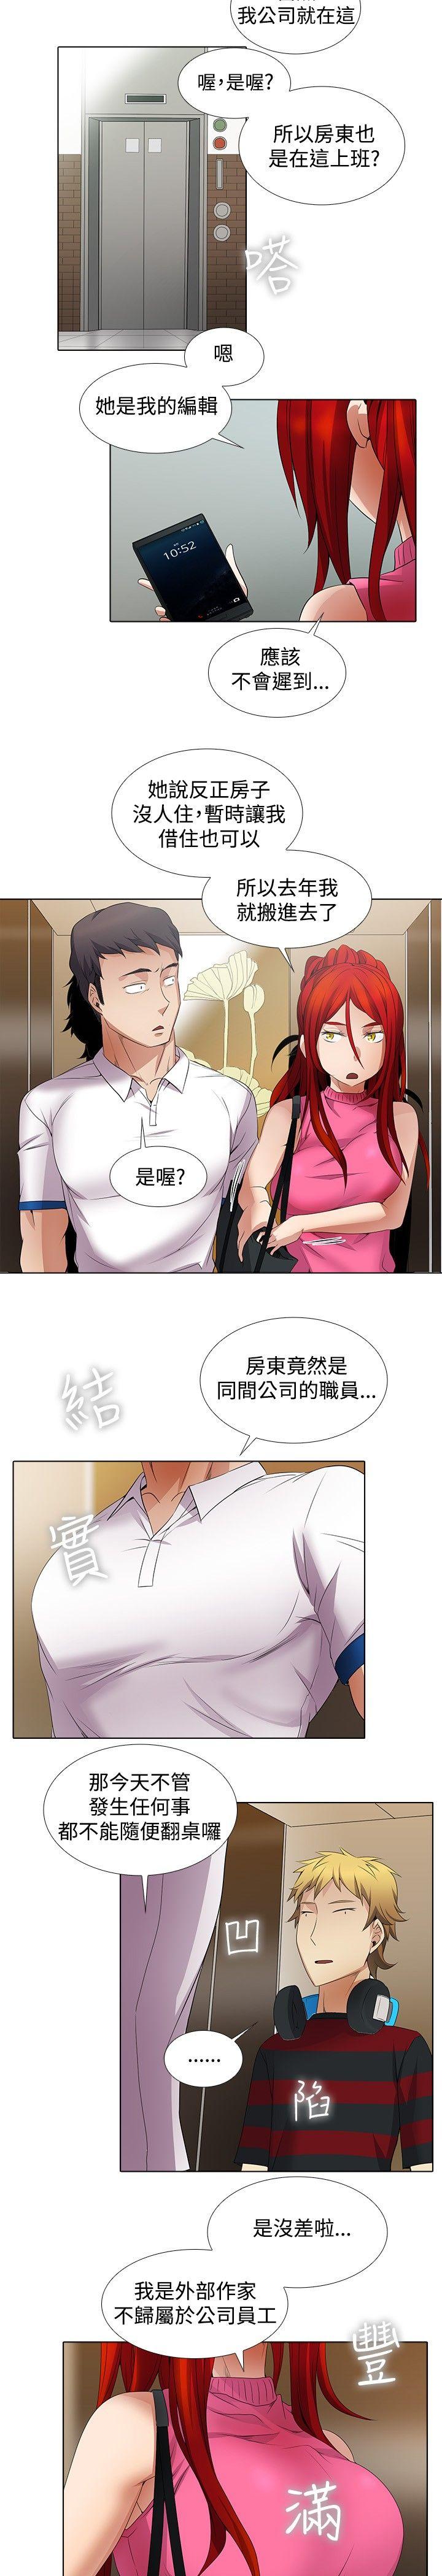 我公司就在這
喔,是喔?
所以房東也
是在這上班?
嗒
嗯
她是我的編輯
10:52
應該
不會遲到...
她說反正房子
沒人住,暫時讓我
借住也可以
所以去年我
就搬進去了
是喔?
房東竟然是
同間公司的職員...
結
實
那今天不管
發生任何事
都不能隨便翻桌囉
凹
......
陷
是沒差啦...
我是外部作家
不歸屬於公司員工
豐
滿